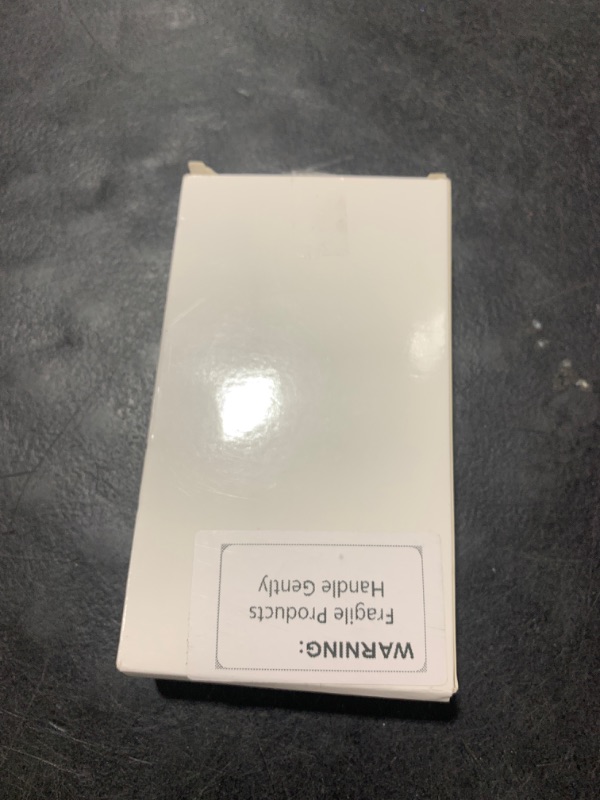 WARNING:
Fragile Products
Handle Gently